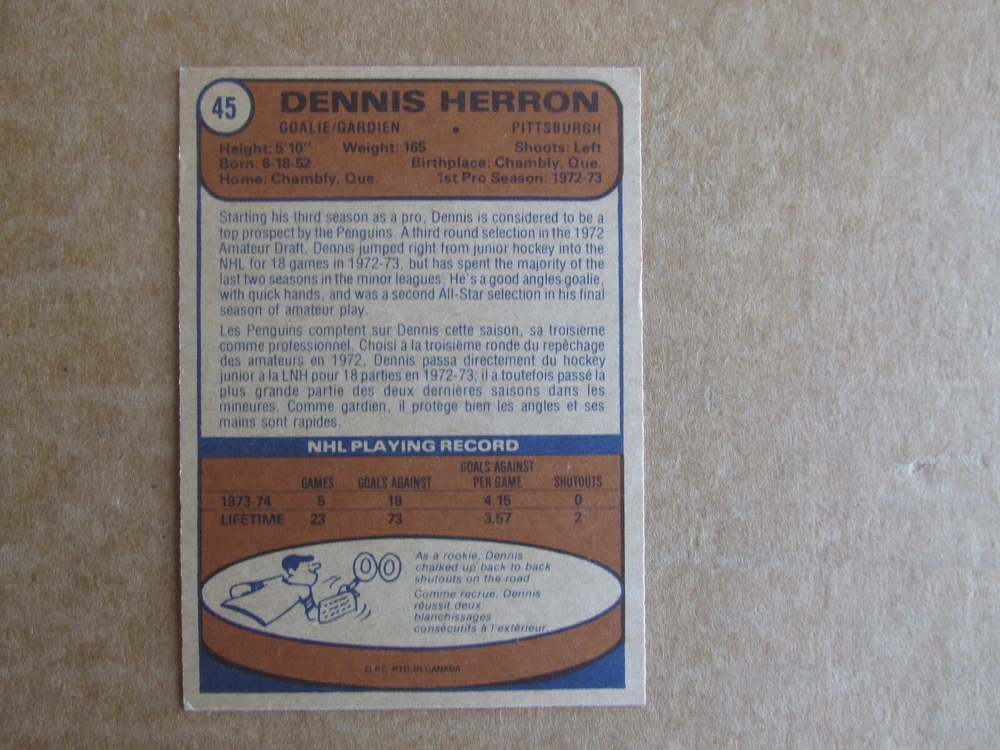 45
DENNIS HERRON
GOALIE/GARDIEN • PITTSBURGH
Height: 5'10" Weight: 165 Shoots: Left
Born: 6-18-52 Birthplace: Chambly, Que.
Home: Chambly, Que. 1st Pro Season: 1972-73
Starting his third season as a pro, Dennis is considered to be a
top prospect by the Penguins. A third round selection in the 1972
Amateur Draft, Dennis jumped right from junior hockey into the
NHL for 18 games in 1972-73, but has spent the majority of the
last two seasons in the minor leagues. He's a good angles goalie,
with quick hands, and was a second All-Star selection in his final
season of amateur play.
Les Penguins comptent sur Dennis cette saison, sa troisième
comme professionnel. Choisi à la troisième ronde du repêchage
des amateurs en 1972, Dennis passa directement du hockey
junior à la LNH pour 18 parties en 1972-73; il a toutefois passé la
plus grande partie des deux dernières saisons dans les
mineures. Comme gardien, il protège bien les angles et ses
mains sont rapides.
NHL PLAYING RECORD
GAMES GOALS AGAINST GOALS AGAINST PER GAME SHUTOUTS
1973-74 5 18 4.15 0
LIFETIME 23 73 3.57 2
00
As a rookie, Dennis
chalked up back to back
shutouts on the road.
Comme recrue, Dennis
réussit deux
blanchissages
consécutifs à l'extérieur.
O.P.C. PTD. IN CANADA